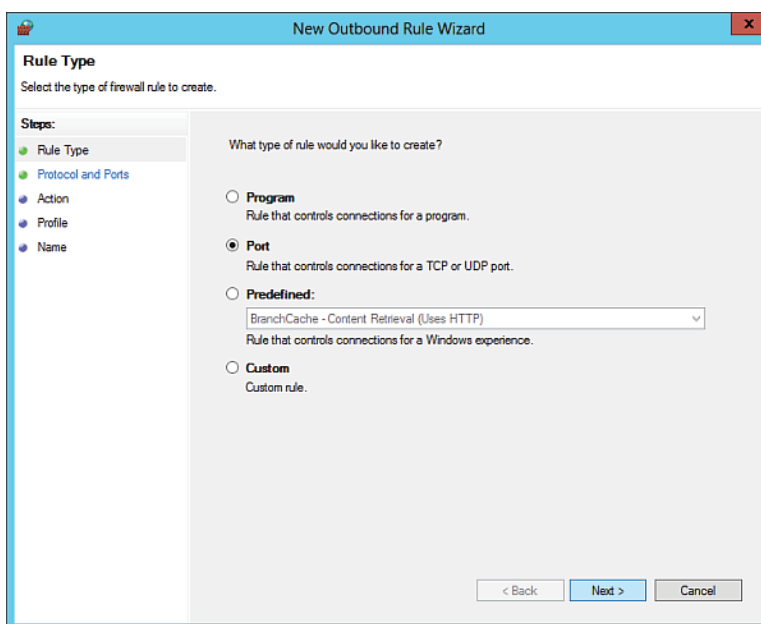 New Outbound Rule Wizard
x
Rule Type
Select the type of firewall rule to create.
Steps:
Rule Type
Protocol and Ports
Action
Profile
Name
What type of rule would you like to create?
Program
Rule that controls connections for a program.
Port
Rule that controls connections for a TCP or UDP port.
Predefined:
BranchCache - Content Retrieval (Uses HTTP)
Rule that controls connections for a Windows experience.
Custom
Custom rule.
< Back
Next >
Cancel